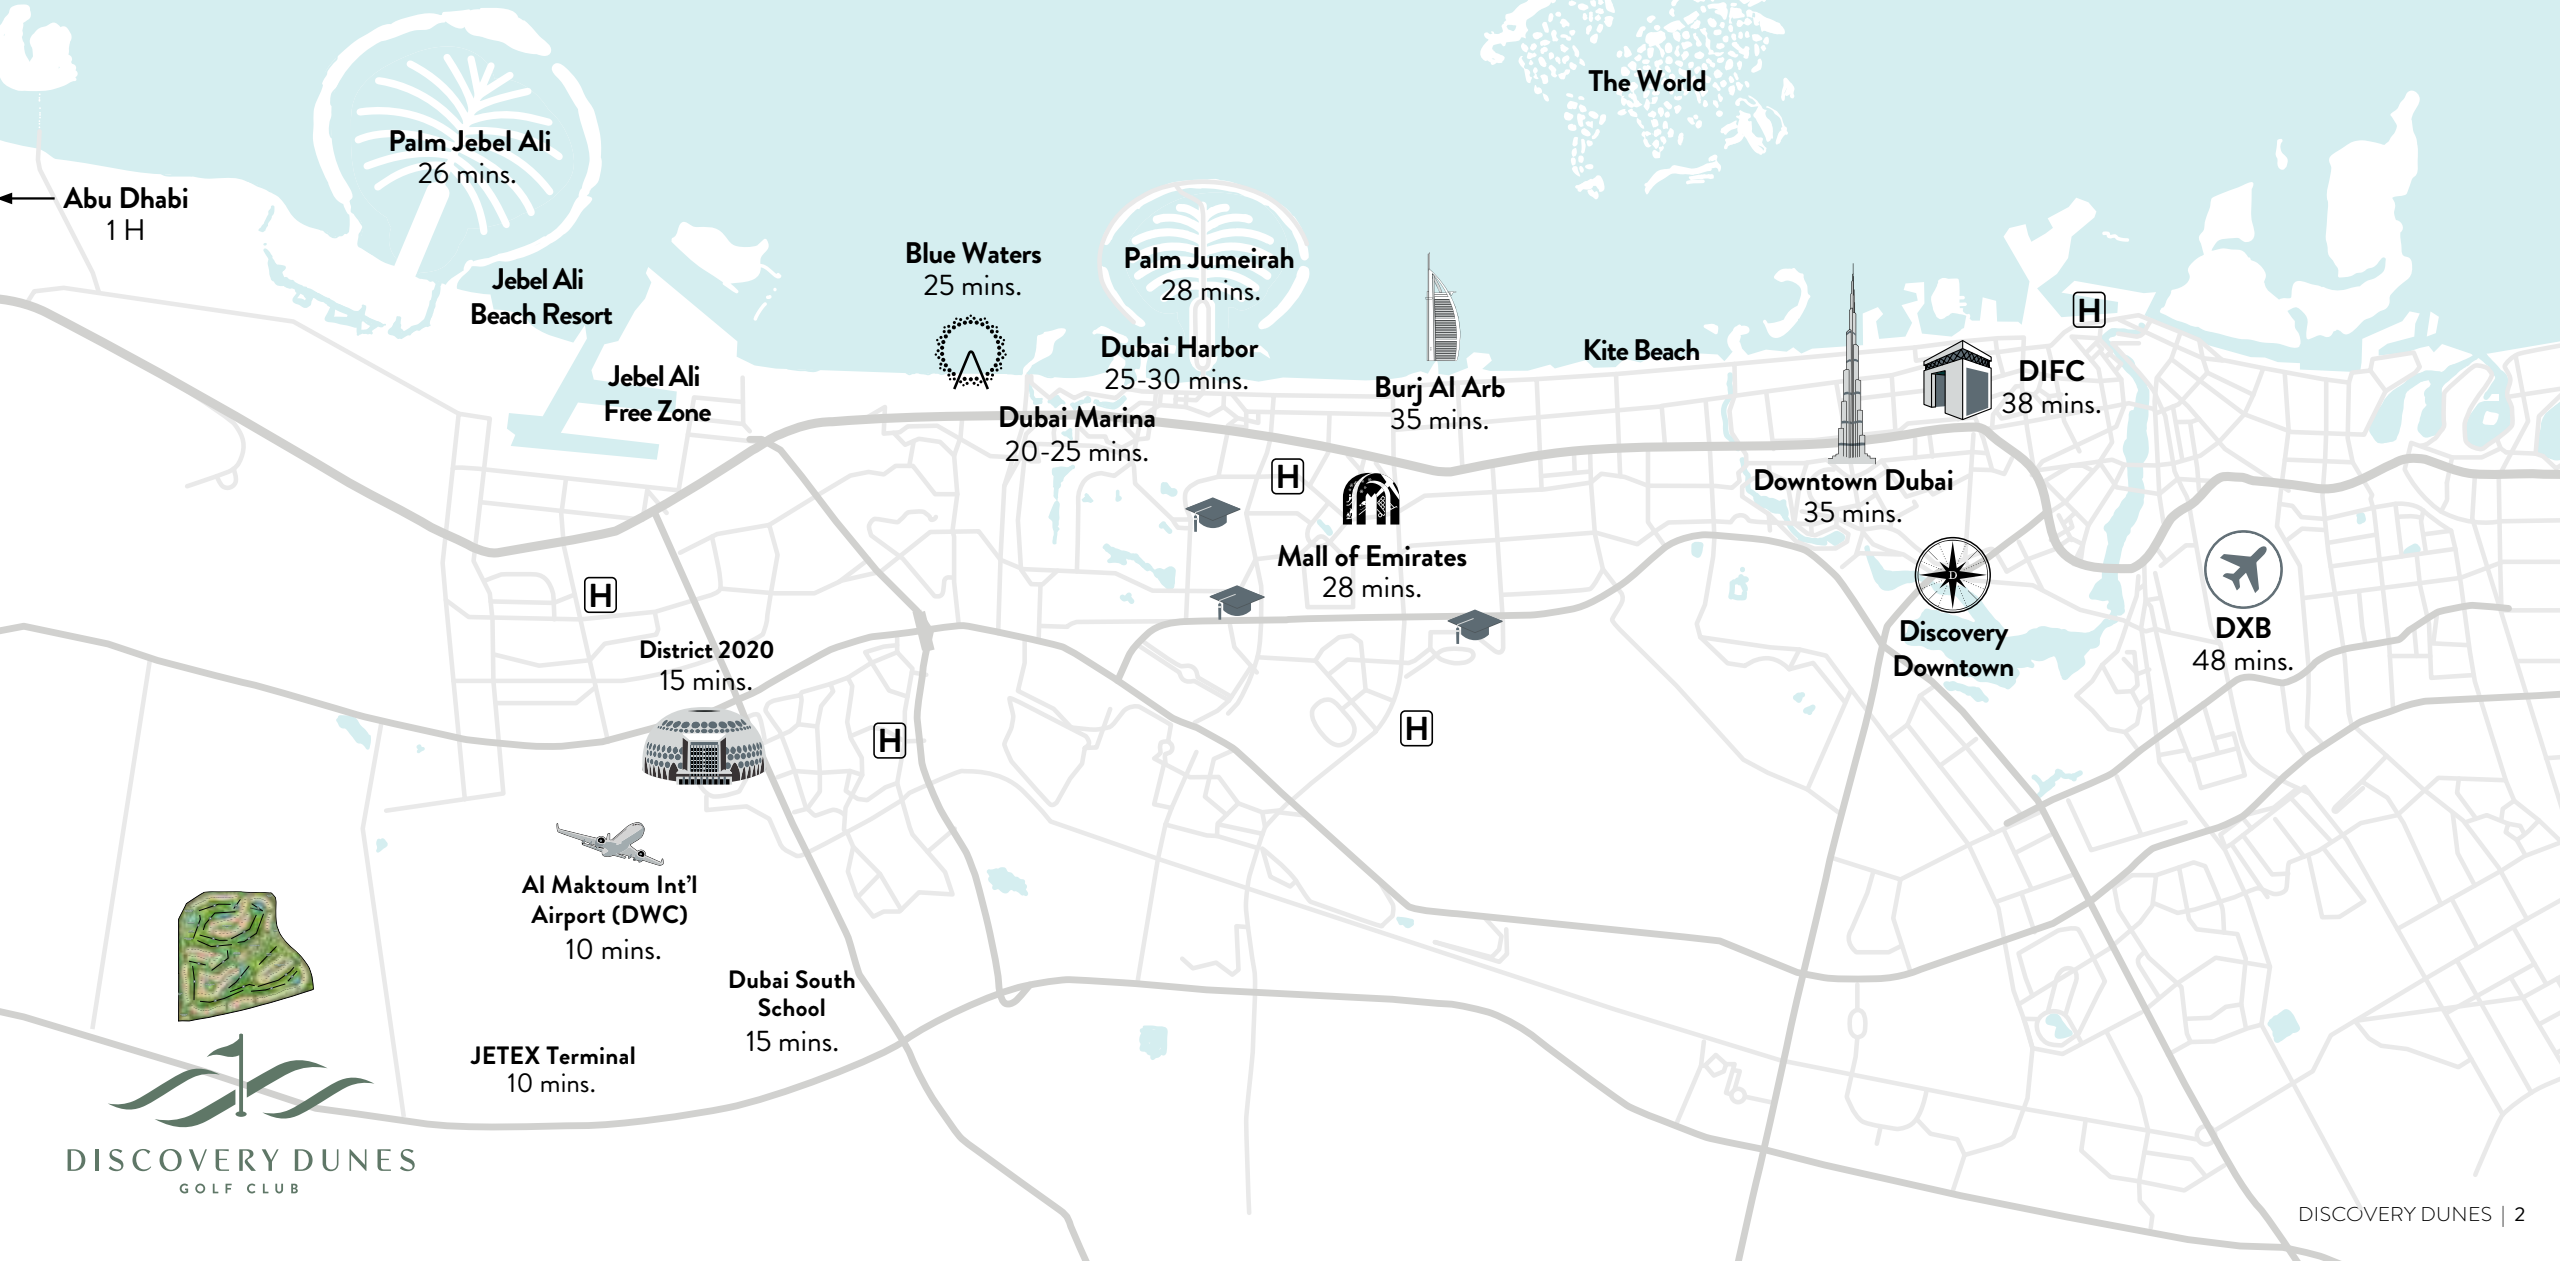 The World
Palm Jebel Ali
26 mins.
Abu Dhabi
1 H
Jebel Ali
Beach Resort
Jebel Ali
Free Zone
Blue Waters
25 mins.
Palm Jumeirah
28 mins.
Dubai Harbor
25-30 mins.
Dubai Marina
20-25 mins.
Burj Al Arb
35 mins.
Kite Beach
H
DIFC
38 mins.
Downtown Dubai
35 mins.
H
Mall of Emirates
28 mins.
D
Discovery
Downtown
DXB
48 mins.
H
District 2020
15 mins.
H
H
Al Maktoum Int'l
Airport (DWC)
10 mins.
Dubai South
School
15 mins.
JETEX Terminal
10 mins.
DISCOVERY DUNES
GOLF CLUB
DISCOVERY DUNES | 2